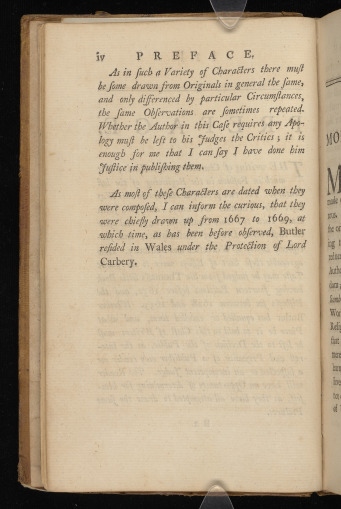 iv PREFACE.
As in ſuch a Variety of Characters there muſt
be ſome drawn from Originals in general the ſame,
and only differenced by particular Circumſtances,
the ſame Obſervations are ſometimes repeated.
Whether the Author in this Caſe requires any Apo-
logy muſt be left to his Judges the Critics; it is
enough for me that I can ſay I have done him
Juſtice in publiſhing them.
As moſt of theſe Characters are dated when they
were compoſed, I can inform the curious, that they
were chiefly drawn up from 1667 to 1669, at
which time, as has been before obſerved, Butler
reſided in Wales under the Protection of Lord
Carbery.
MO
M